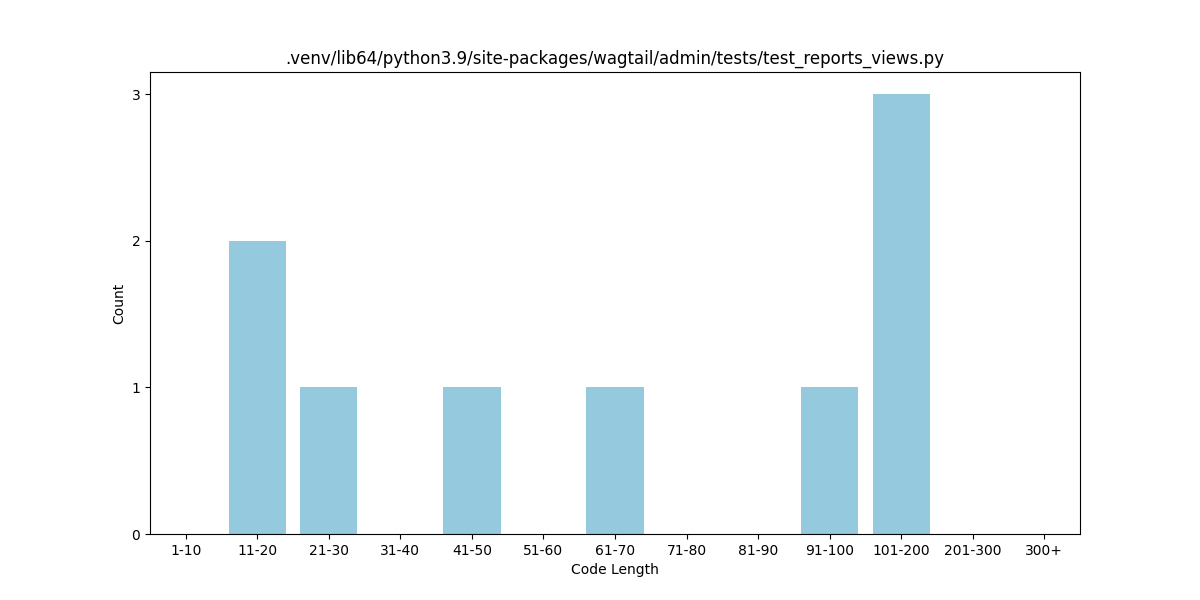 .venv/lib64/python3.9/site-packages/wagtail/admin/tests/test_reports_views.py
3
2
1
0
Count
1-10 11-20 21-30 31-40 41-50 51-60 61-70 71-80 81-90 91-100 101-200 201-300 300+
Code Length